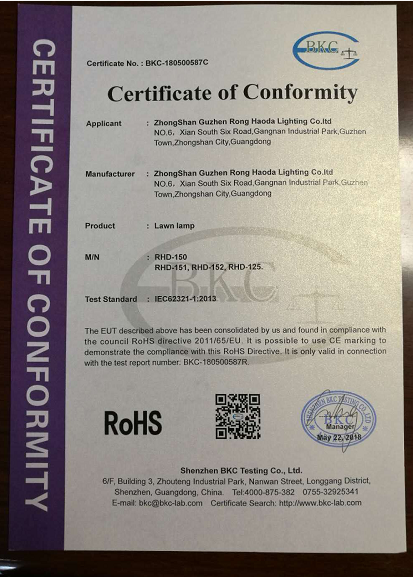 CERTIFICATE OF CONFORMITY
BKC
Certificate No. : BKC-180500587C
Certificate of Conformity
Applicant : ZhongShan Guzhen Rong Haoda Lighting Co.ltd
NO.6, Xian South Six Road,Gangnan Industrial Park,Guzhen
Town,Zhongshan City,Guangdong
Manufacturer : ZhongShan Guzhen Rong Haoda Lighting Co.ltd
NO.6, Xian South Six Road,Gangnan Industrial Park,Guzhen
Town,Zhongshan City,Guangdong
Product : Lawn lamp
M/N : RHD-150
RHD-151, RHD-152, RHD-125.
BKC
Test Standard : IEC62321-1:2013
The EUT described above has been consolidated by us and found in compliance with
the council RoHS directive 2011/65/EU. It is possible to use CE marking to
demonstrate the compliance with this RoHS Directive. It is only valid in connection
with the test report number: BKC-180500587R.
RoHS
SHENZHEN BKC TESTING CO.,LTD
BKC
Manager
May 22, 2018
Shenzhen BKC Testing Co., Ltd.
6/F, Building 3, Zhouteng Industrial Park, Nanwan Street, Longgang District,
Shenzhen, Guangdong, China. Tel:4000-875-382 0755-32925341
E-mail: bkc@bkc-lab.com Certificate Search: http://www.bkc-lab.com